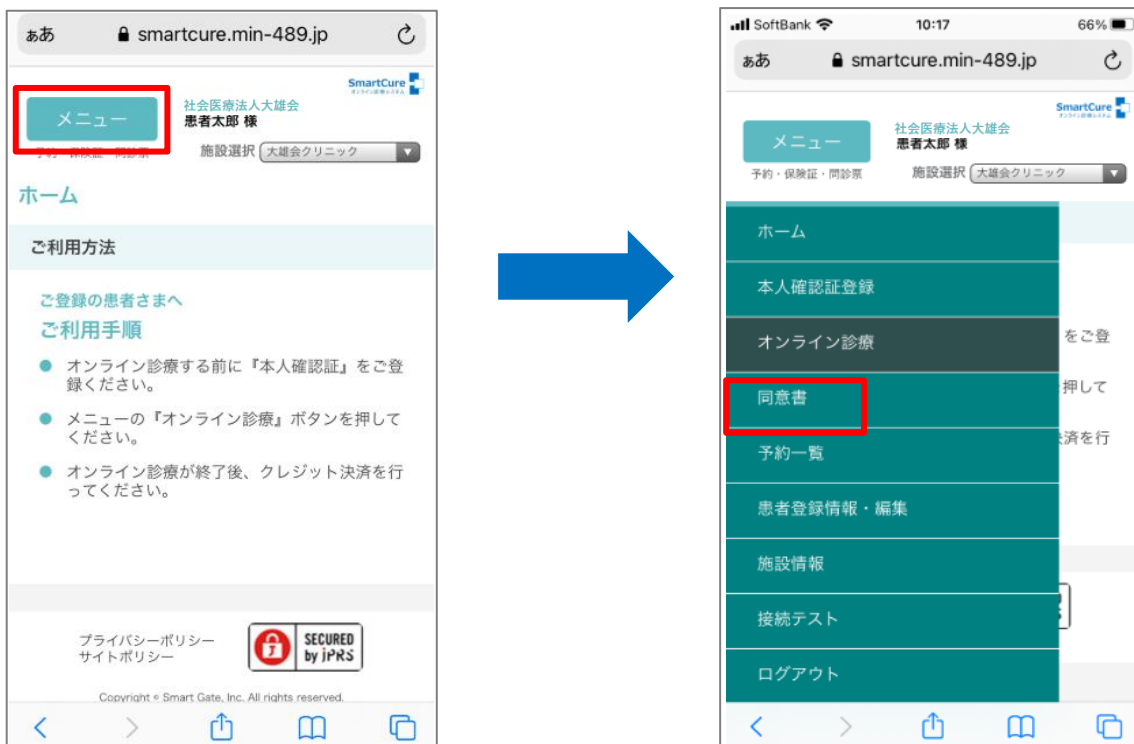 ぁあ smartcure.min-489.jp
SmartCure
メニュー
社会医療法人大雄会
患者太郎 様
予約・保険証・問診票
施設選択 大雄会クリニック
ホーム
ご利用方法
ご登録の患者さまへ
ご利用手順
オンライン診療する前に『本人確認証』をご登
録ください。
メニューの『オンライン診療』ボタンを押して
ください。
オンライン診療が終了後、クレジット決済を行
ってください。
プライバシーポリシー
サイトポリシー
SECURED
by JPRS
Copyright © Smart Gate, Inc. All rights reserved.
SoftBank 10:17 66%
ぁあ smartcure.min-489.jp
SmartCure
メニュー
社会医療法人大雄会
患者太郎 様
予約・保険証・問診票
施設選択 大雄会クリニック
ホーム
本人確認証登録
オンライン診療
をご登
同意書
押して
予約一覧
済を行
患者登録情報・編集
施設情報
接続テスト
ログアウト